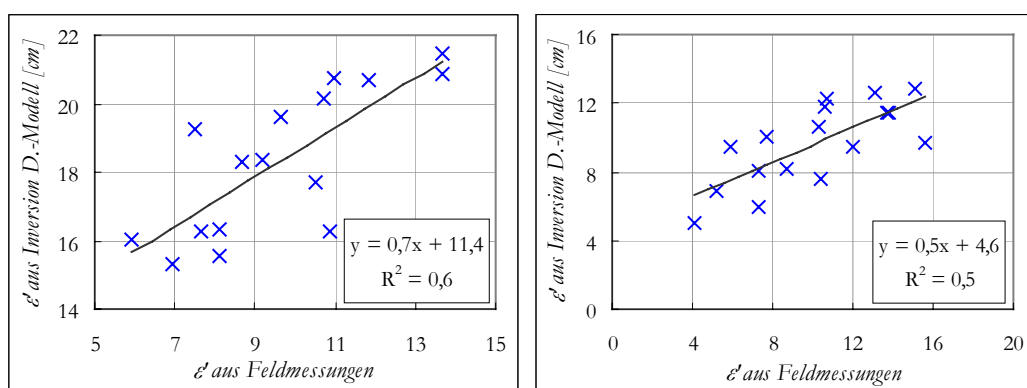 ε' aus Inversion D.-Modell [cm]
22
20
18
16
14
5 7 9 11 13 15
y = 0,7x + 11,4
R² = 0,6
ε' aus Feldmessungen
ε' aus Inversion D.-Modell [cm]
16
12
8
4
0
0 4 8 12 16 20
y = 0,5x + 4,6
R² = 0,5
ε' aus Feldmessungen